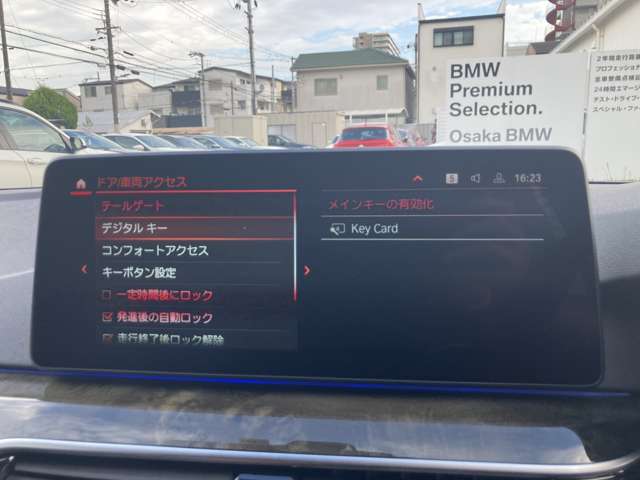 BMW
Premium
Selection.
Osaka BMW
ドア/車両アクセス
16:23
テールゲート
デジタル キー
コンフォートアクセス
キーボタン設定
一定時間後にロック
発進後の自動ロック
走行終了後ロック解除
メインキーの有効化
Key Card